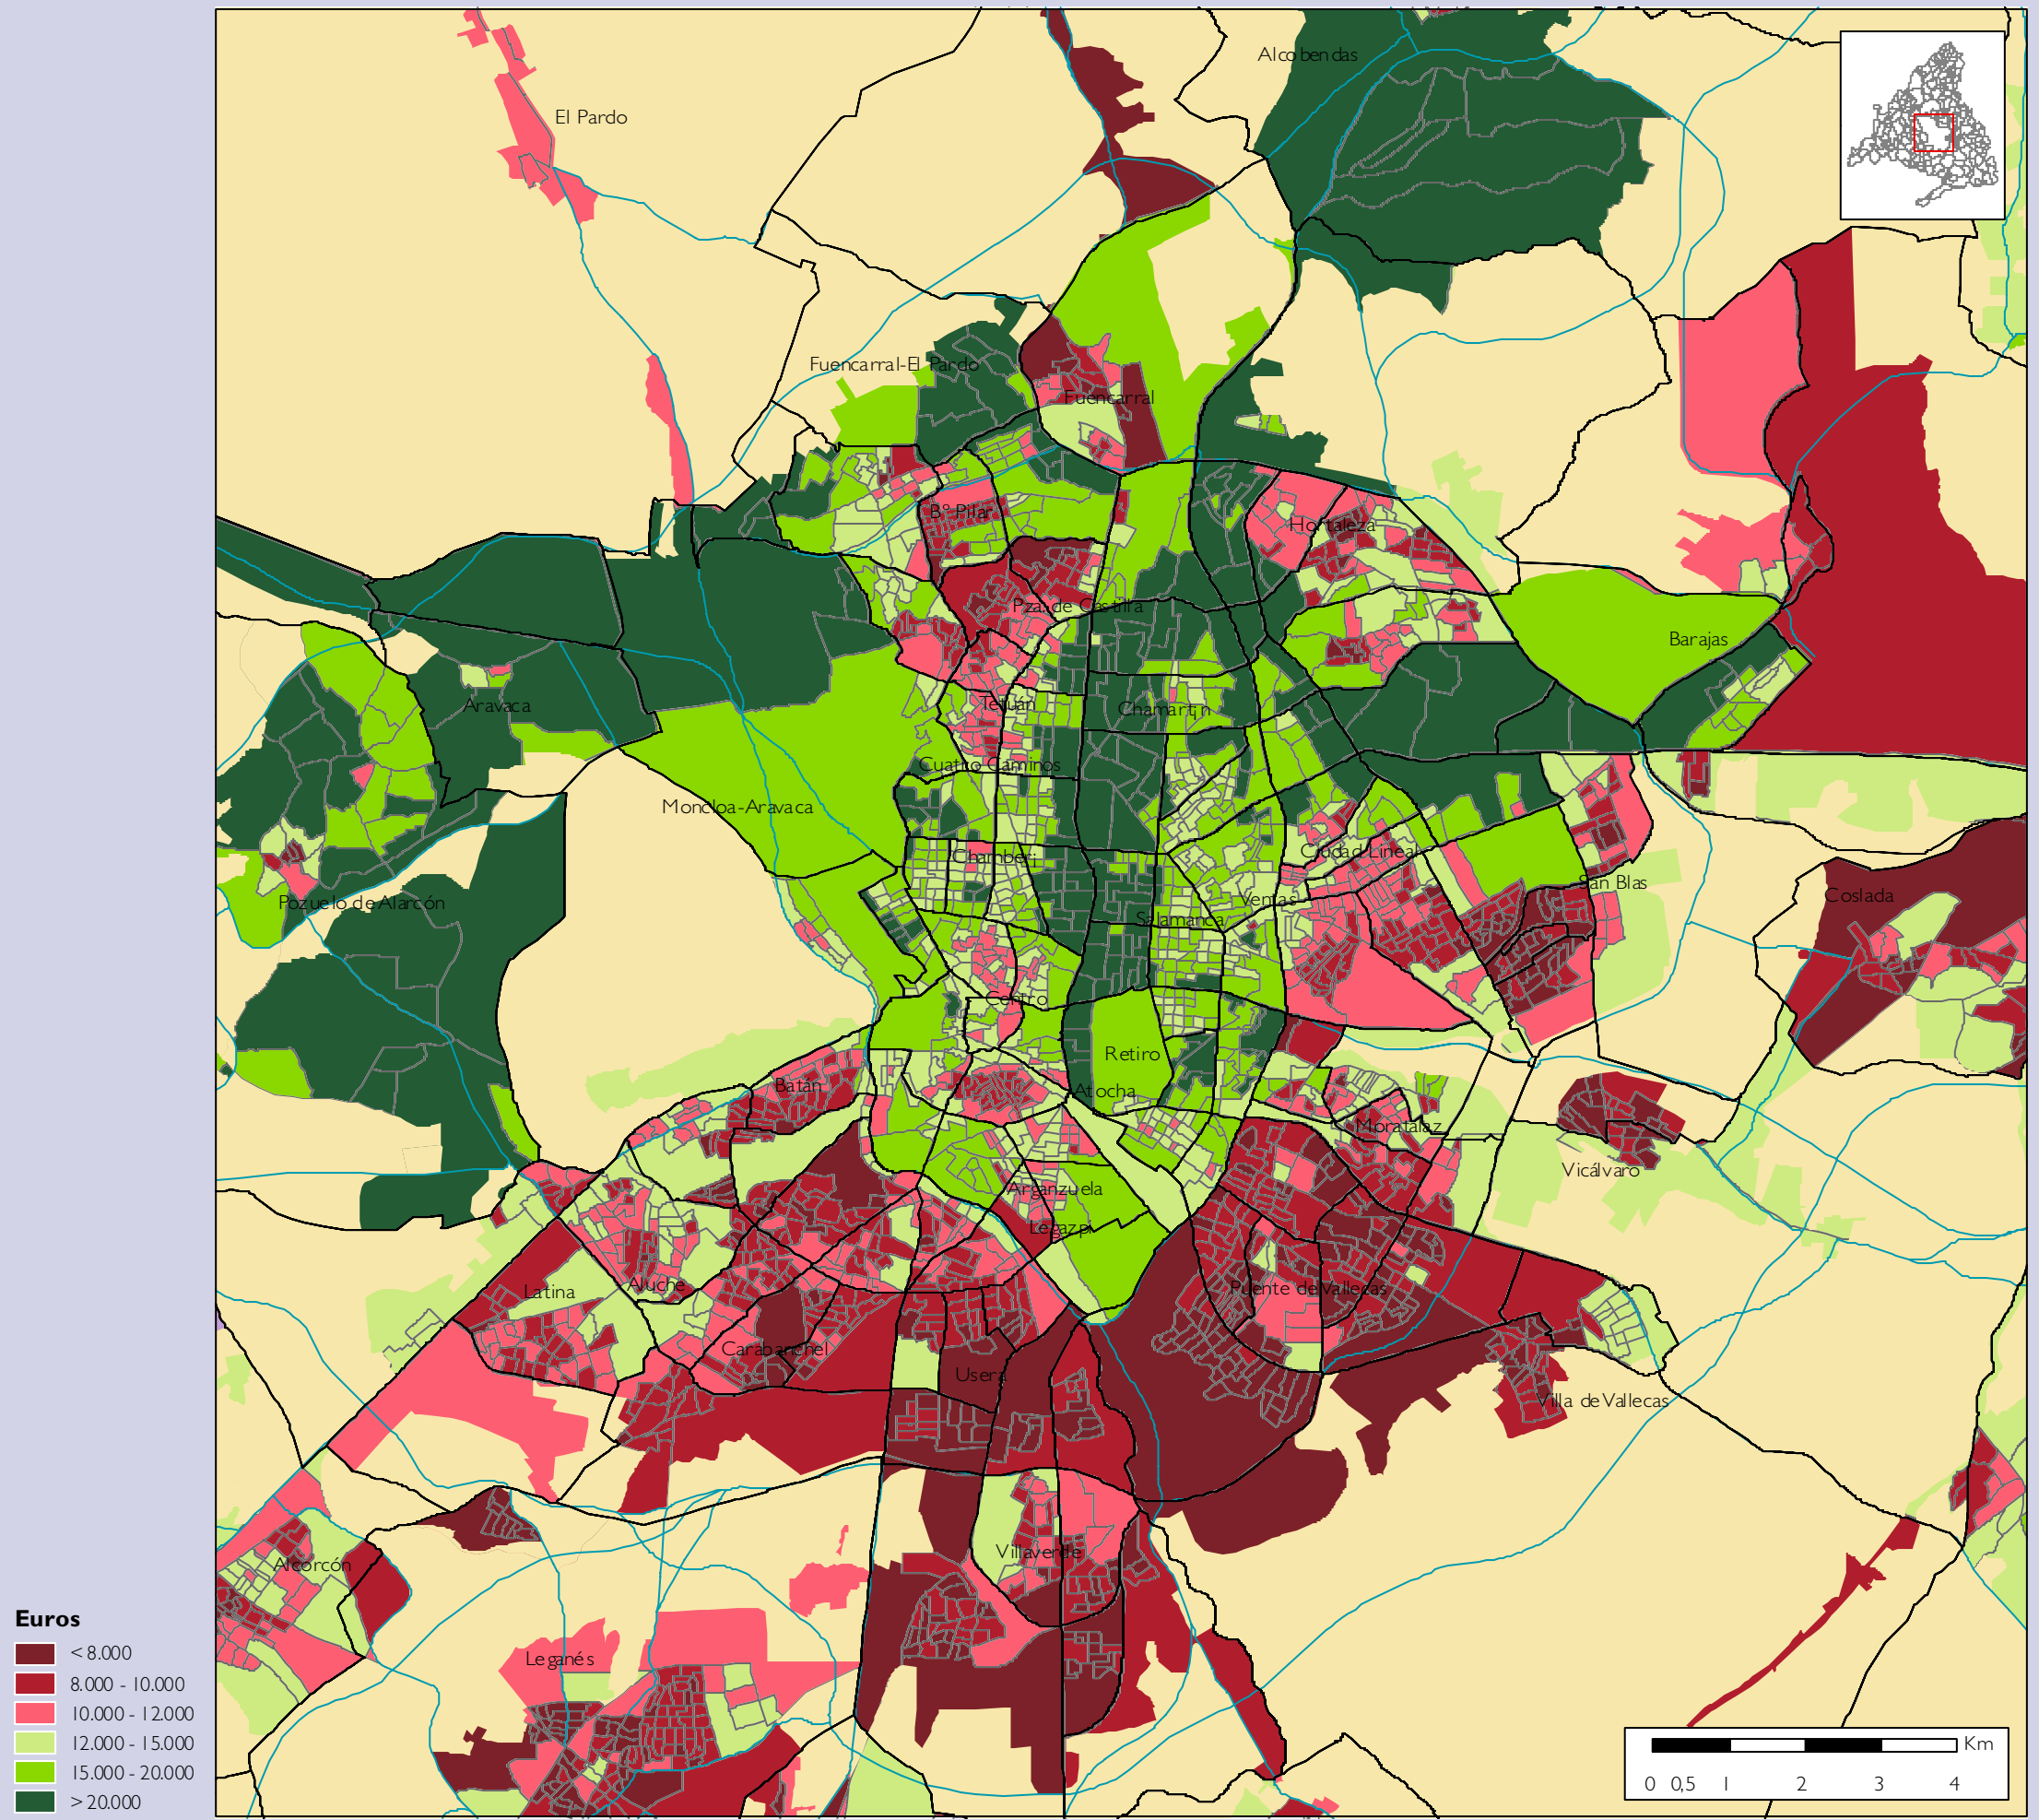 Alcobendas
El Pardo
Fuencarral-El Pardo
Fuencarral
Bº Pilar
Hortaleza
Pza. de Castilla
Barajas
Aravaca
Tetuán
Chamartjn
Cuatro Caminos
Moncloa-Aravaca
Chamberi
Ciudad Lineal
San Blas
Coslada
Pozuelo de Alarcón
Ventas
Salamanca
Centro
Retiro
Batán
Atocha
Moratalaz
Vicálvaro
Arganzuela
Legazpi
Latina
Aluche
Puente de Vallecas
Carabanchel
Usera
Villa de Vallecas
Villaverde
Alcorcón
Leganés
Euros
< 8.000
8.000 - 10.000
10.000 - 12.000
12.000 - 15.000
15.000 - 20.000
> 20.000
Km
0 0,5 1 2 3 4